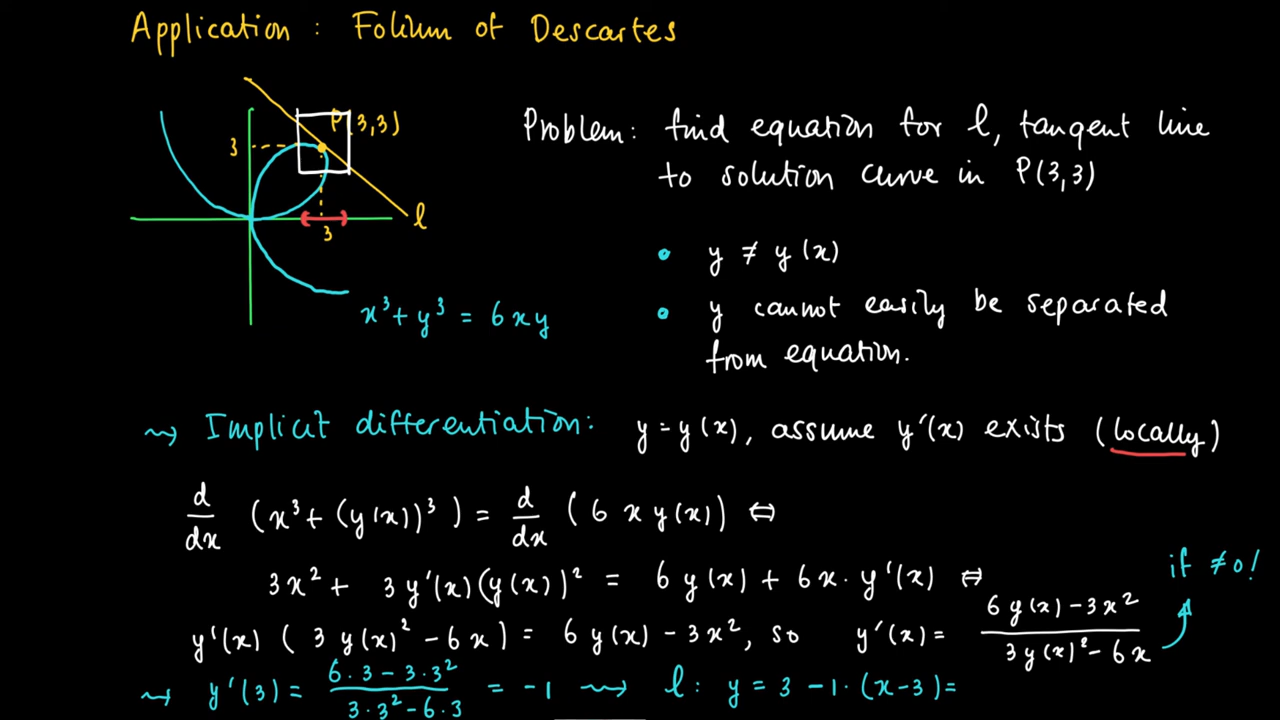 Application : Folium of Descartes
P(3,3)
3
3
l
x³ + y³ = 6xy
Problem: find equation for l, tangent line
to solution curve in P(3,3)
• y ≠ y(x)
• y cannot easily be separated
from equation.
⇝ Implicit differentiation: y = y(x), assume y'(x) exists (locally)
d/dx (x³ + (y(x))³) = d/dx (6 x y(x)) ⇔
3x² + 3y'(x)(y(x))² = 6y(x) + 6x · y'(x) ⇔
if ≠ 0!
y'(x) (3y(x)² − 6x) = 6y(x) − 3x², so y'(x) = (6y(x) − 3x²)/(3y(x)² − 6x)
⇝ y'(3) = (6·3 − 3·3²)/(3·3² − 6·3) = −1 ⇝ l: y = 3 − 1·(x−3) =